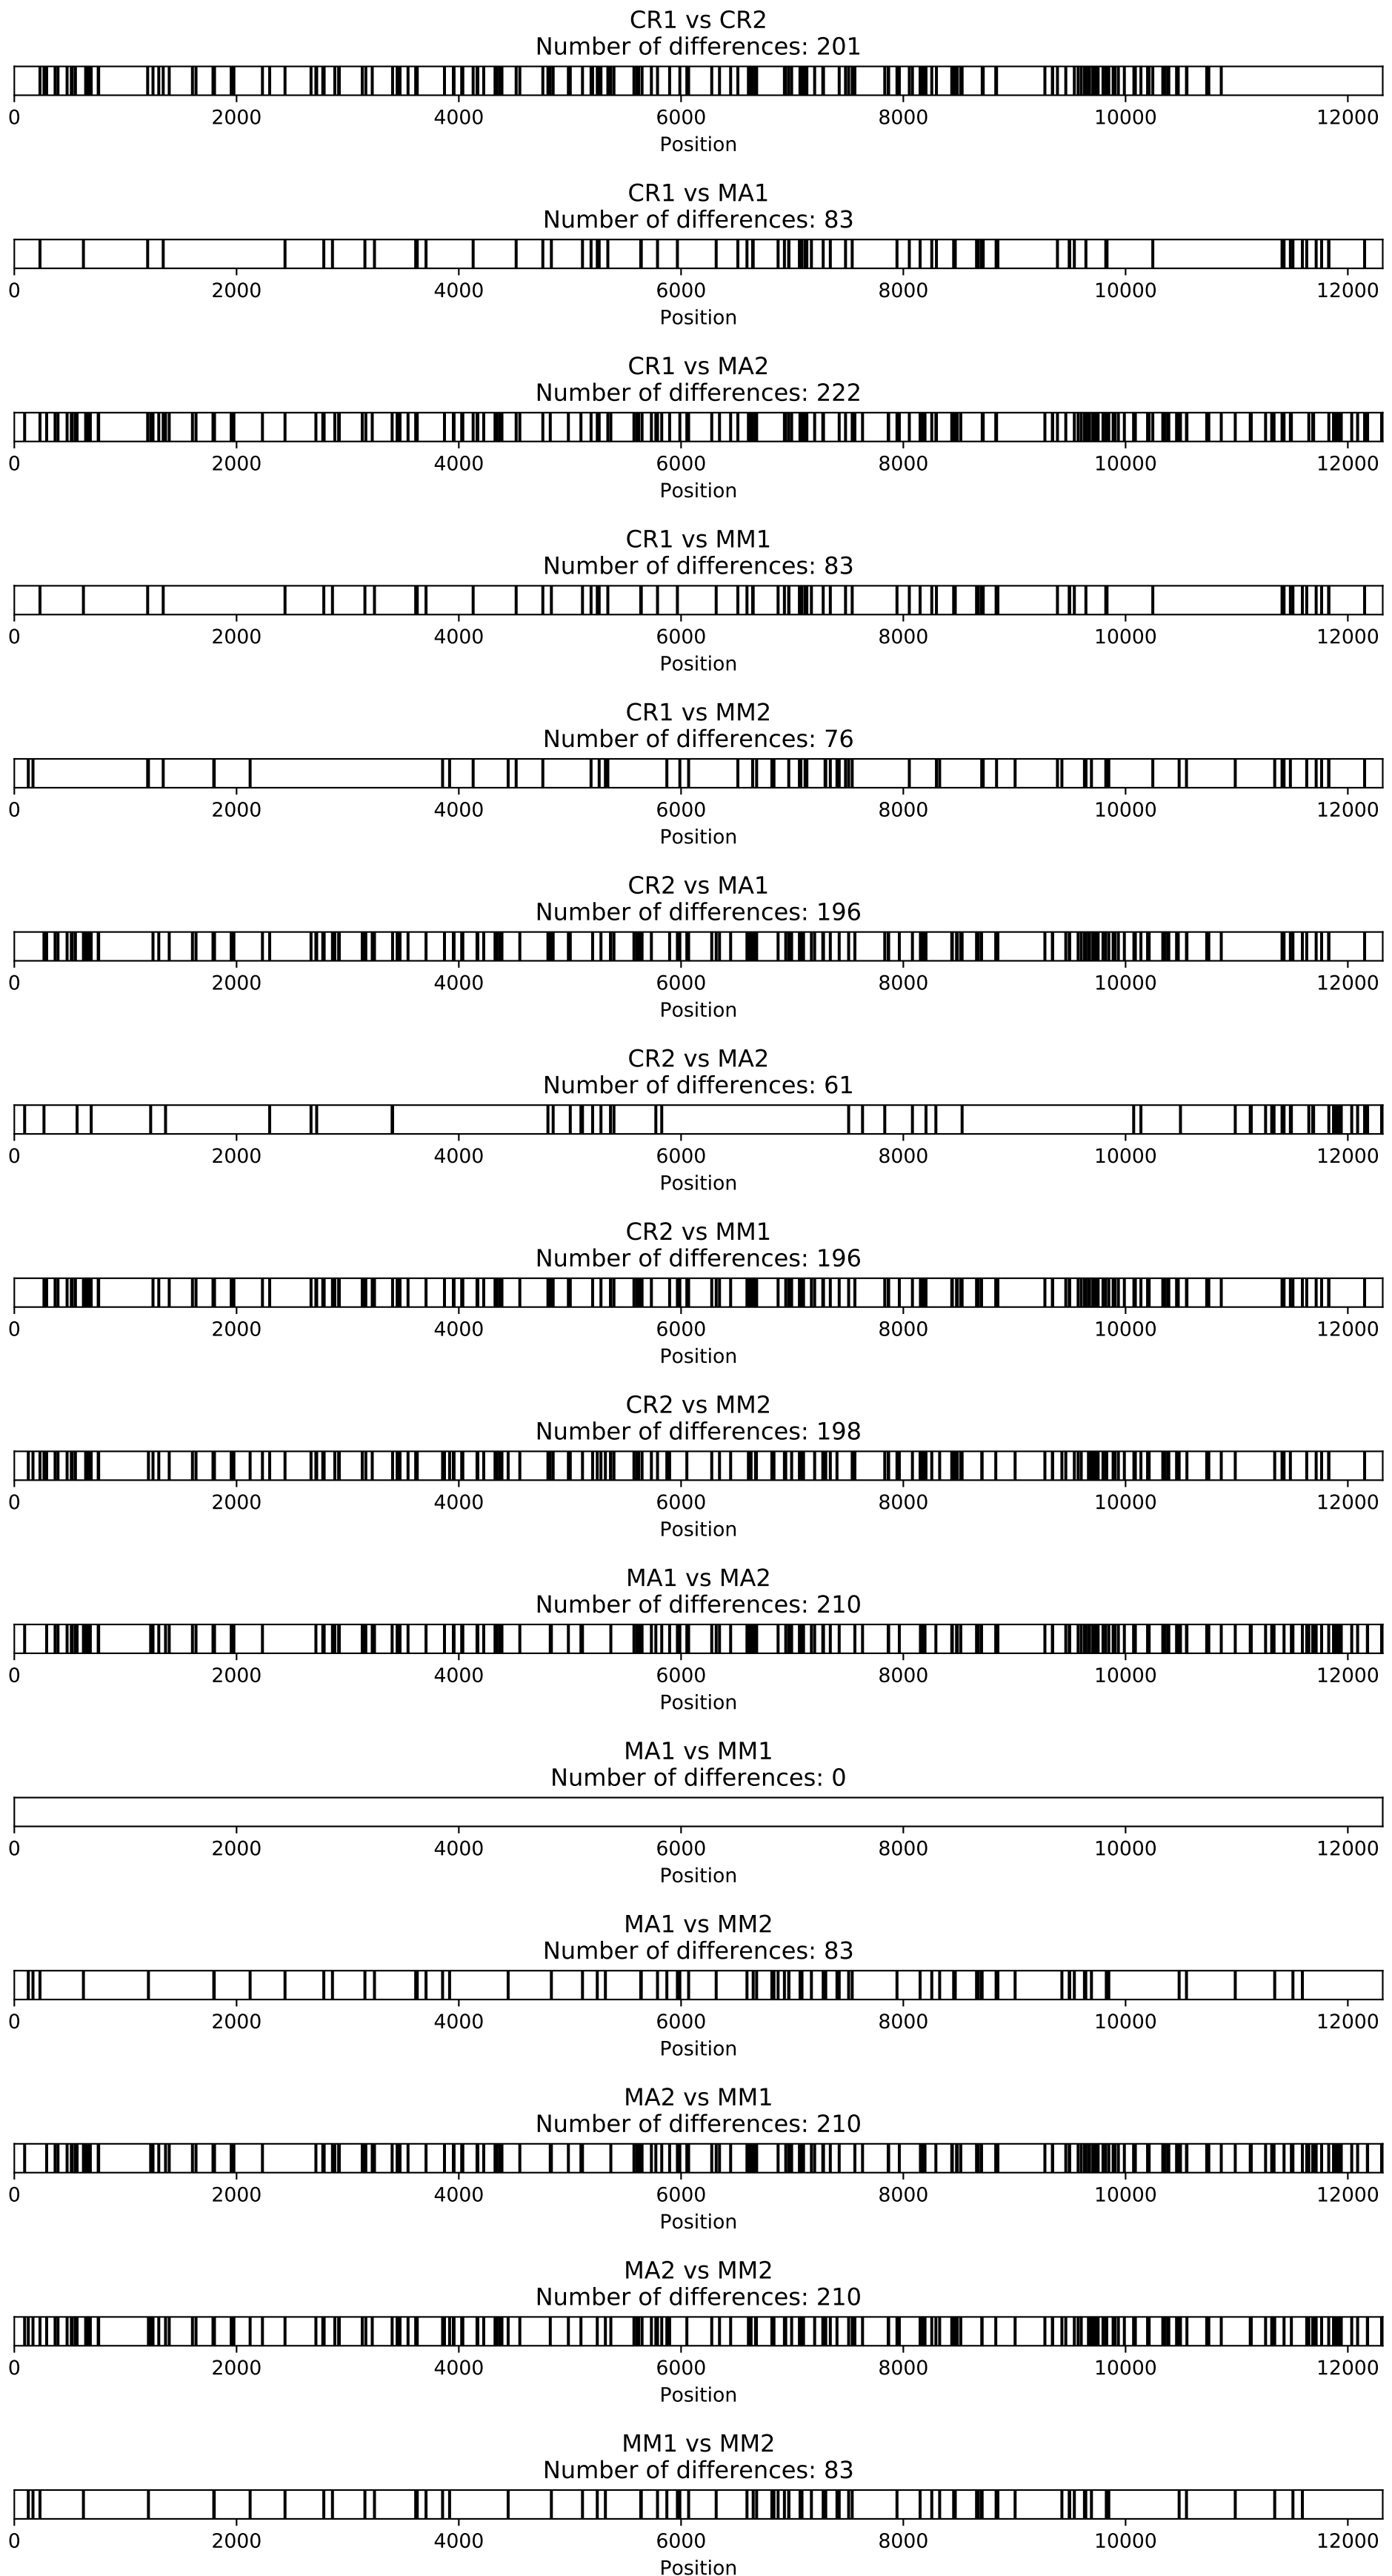 CR1 vs CR2
Number of differences: 201
0 2000 4000 6000 8000 10000 12000
Position
CR1 vs MA1
Number of differences: 83
0 2000 4000 6000 8000 10000 12000
Position
CR1 vs MA2
Number of differences: 222
0 2000 4000 6000 8000 10000 12000
Position
CR1 vs MM1
Number of differences: 83
0 2000 4000 6000 8000 10000 12000
Position
CR1 vs MM2
Number of differences: 76
0 2000 4000 6000 8000 10000 12000
Position
CR2 vs MA1
Number of differences: 196
0 2000 4000 6000 8000 10000 12000
Position
CR2 vs MA2
Number of differences: 61
0 2000 4000 6000 8000 10000 12000
Position
CR2 vs MM1
Number of differences: 196
0 2000 4000 6000 8000 10000 12000
Position
CR2 vs MM2
Number of differences: 198
0 2000 4000 6000 8000 10000 12000
Position
MA1 vs MA2
Number of differences: 210
0 2000 4000 6000 8000 10000 12000
Position
MA1 vs MM1
Number of differences: 0
0 2000 4000 6000 8000 10000 12000
Position
MA1 vs MM2
Number of differences: 83
0 2000 4000 6000 8000 10000 12000
Position
MA2 vs MM1
Number of differences: 210
0 2000 4000 6000 8000 10000 12000
Position
MA2 vs MM2
Number of differences: 210
0 2000 4000 6000 8000 10000 12000
Position
MM1 vs MM2
Number of differences: 83
0 2000 4000 6000 8000 10000 12000
Position